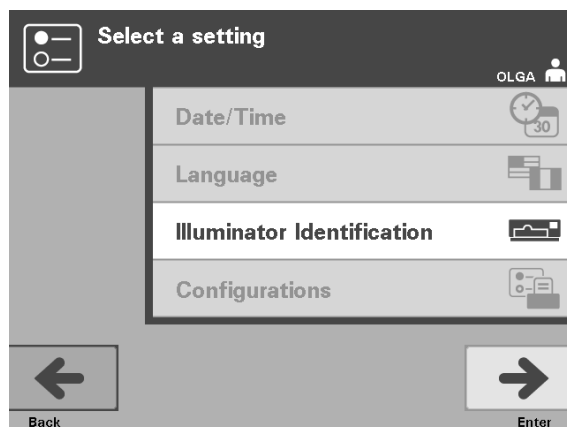 Select a setting
OLGA
Date/Time
30
Language
Illuminator Identification
Configurations
Back
Enter